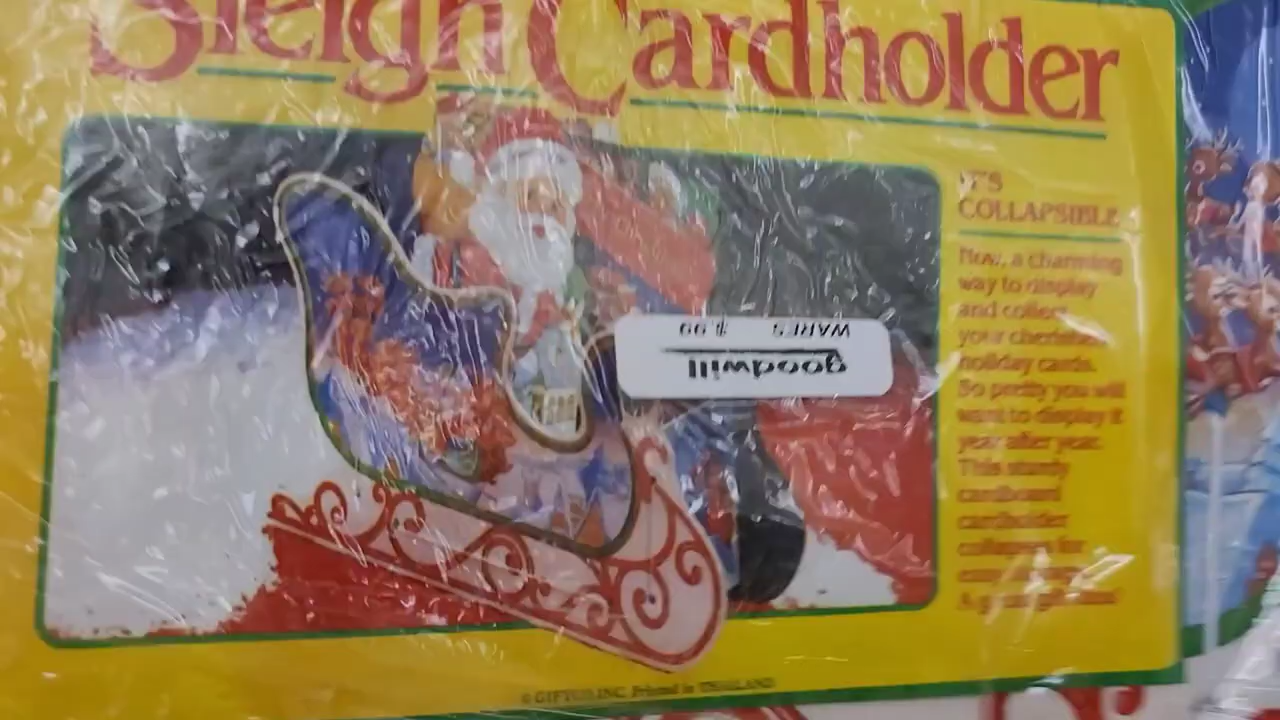 Sleigh Cardholder
IT'S
COLLAPSIBLE
Now, a charming
way to display
and collect
your cherished
holiday cards.
So pretty you will
want to display it
year after year.
This sturdy
cardboard
cardholder
collapses for
goodwill
WARES $.99
© GIFTCO, INC. Printed in THAILAND